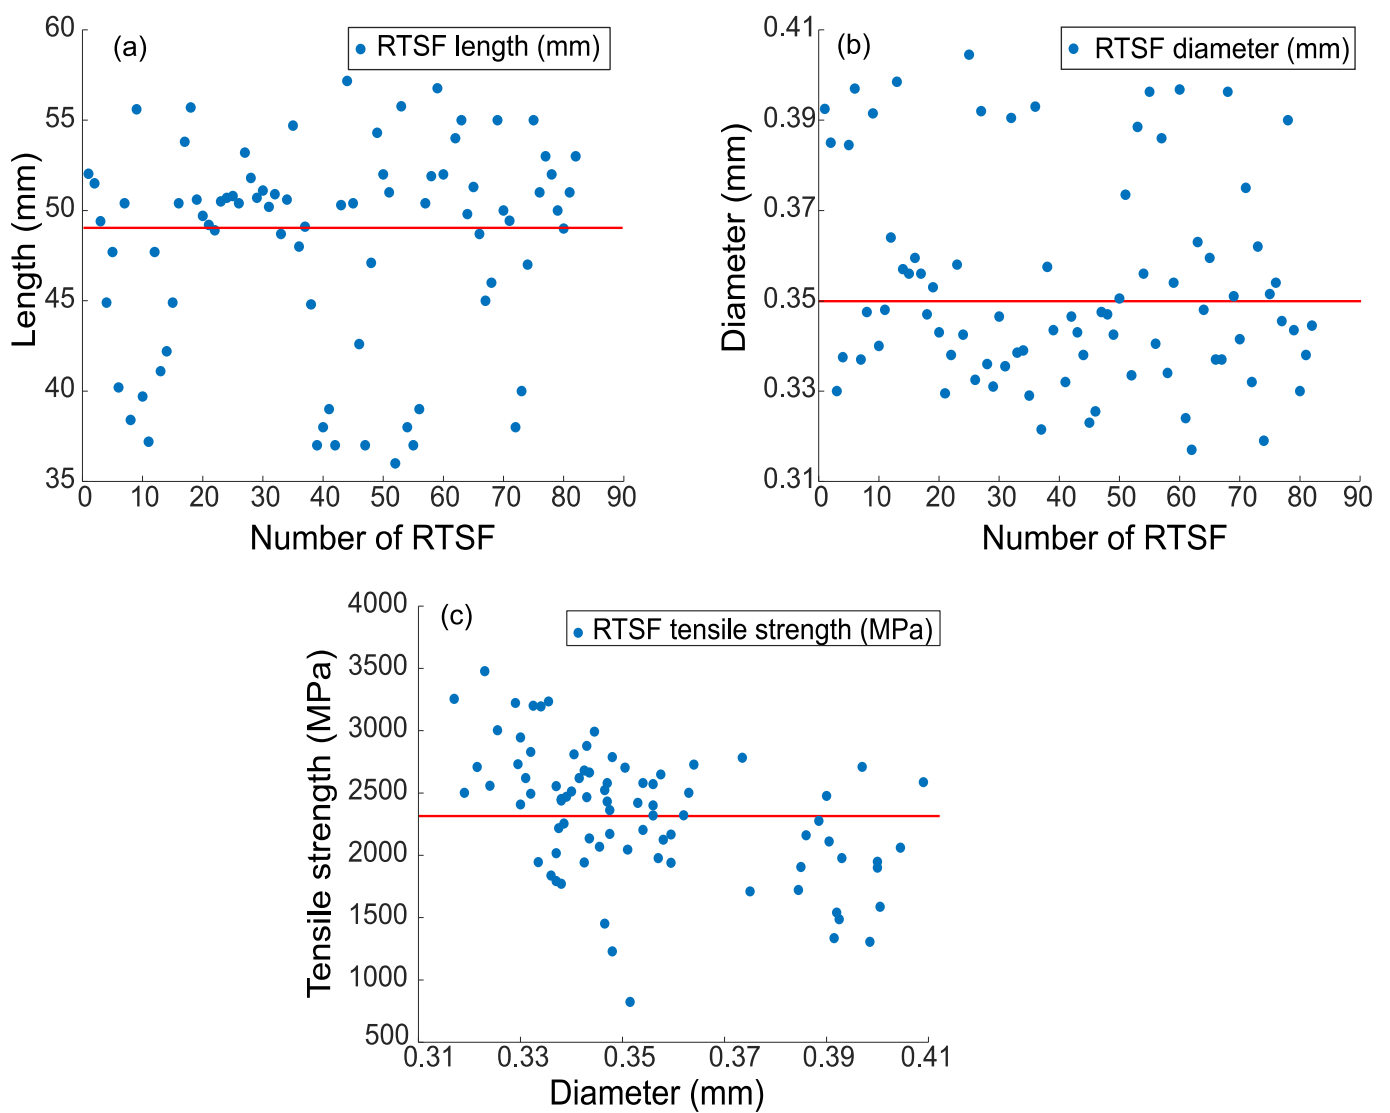 (a)
RTSF length (mm)
60
55
50
45
40
35
Length (mm)
0 10 20 30 40 50 60 70 80 90
Number of RTSF
(b)
RTSF diameter (mm)
0.41
0.39
0.37
0.35
0.33
0.31
Diameter (mm)
0 10 20 30 40 50 60 70 80 90
Number of RTSF
(c)
RTSF tensile strength (MPa)
4000
3500
3000
2500
2000
1500
1000
500
Tensile strength (MPa)
0.31 0.33 0.35 0.37 0.39 0.41
Diameter (mm)